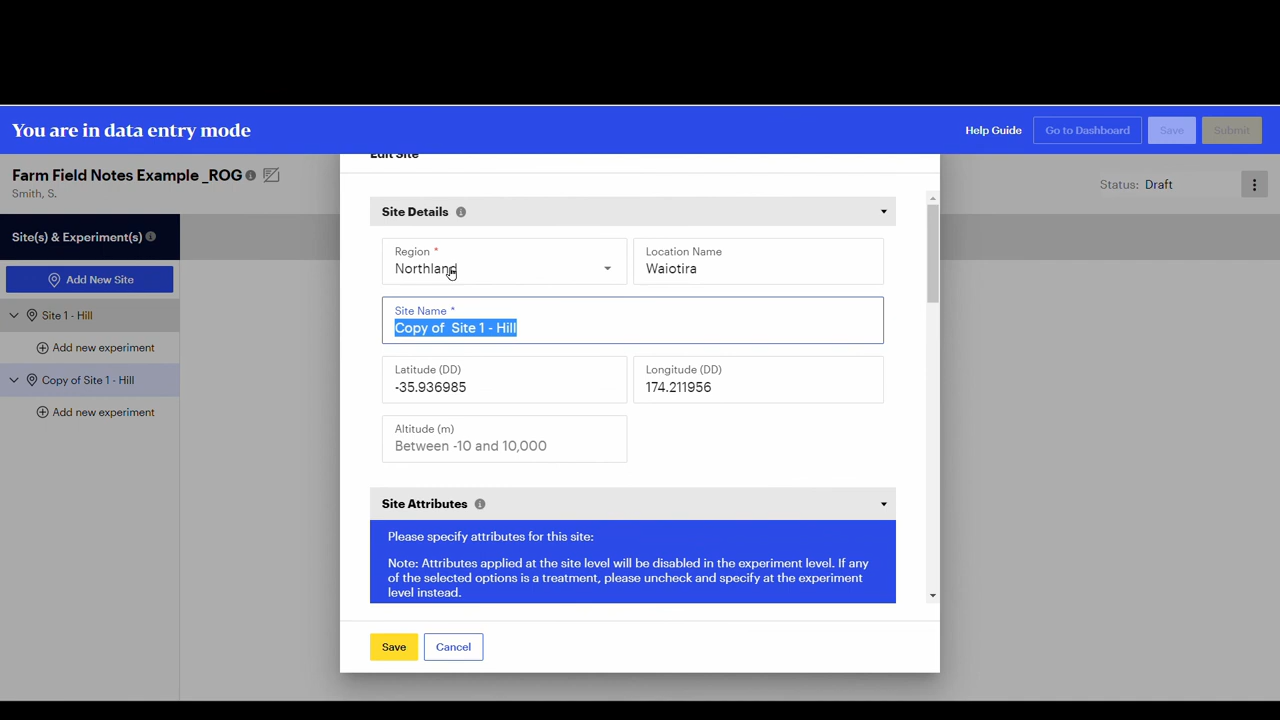 You are in data entry mode
Help Guide
Go to Dashboard
Save
Submit
Farm Field Notes Example _ROG
Smith, S.
Status: Draft
Edit Site
Site(s) & Experiment(s)
Add New Site
Site 1 - Hill
Add new experiment
Copy of Site 1 - Hill
Add new experiment
Site Details
Region *
Northland
Location Name
Waiotira
Site Name *
Copy of  Site 1 - Hill
Latitude (DD)
-35.936985
Longitude (DD)
174.211956
Altitude (m)
Between -10 and 10,000
Site Attributes
Please specify attributes for this site:
Note: Attributes applied at the site level will be disabled in the experiment level. If any
of the selected options is a treatment, please uncheck and specify at the experiment
level instead.
Save
Cancel